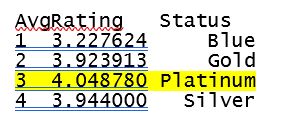 AvgRating Status
1 3.227624 Blue
2 3.923913 Gold
3 4.048780 Platinum
4 3.944000 Silver